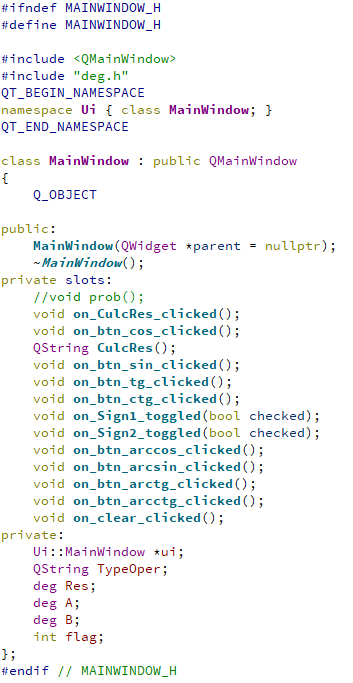 #ifndef MAINWINDOW_H
#define MAINWINDOW_H

#include <QMainWindow>
#include "deg.h"
QT_BEGIN_NAMESPACE
namespace Ui { class MainWindow; }
QT_END_NAMESPACE

class MainWindow : public QMainWindow
{
    Q_OBJECT

public:
    MainWindow(QWidget *parent = nullptr);
    ~MainWindow();
private slots:
    //void prob();
    void on_CulcRes_clicked();
    void on_btn_cos_clicked();
    QString CulcRes();
    void on_btn_sin_clicked();
    void on_btn_tg_clicked();
    void on_btn_ctg_clicked();
    void on_Sign1_toggled(bool checked);
    void on_Sign2_toggled(bool checked);
    void on_btn_arccos_clicked();
    void on_btn_arcsin_clicked();
    void on_btn_arctg_clicked();
    void on_btn_arcctg_clicked();
    void on_clear_clicked();
private:
    Ui::MainWindow *ui;
    QString TypeOper;
    deg Res;
    deg A;
    deg B;
    int flag;
};
#endif // MAINWINDOW_H